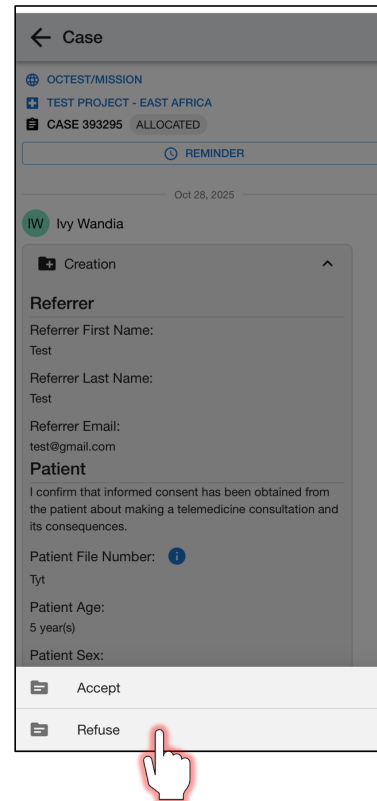 Case
OCTEST/MISSION
TEST PROJECT - EAST AFRICA
CASE 393295 ALLOCATED
REMINDER
Oct 28, 2025
IW Ivy Wandia
Creation
Referrer
Referrer First Name:
Test
Referrer Last Name:
Test
Referrer Email:
test@gmail.com
Patient
I confirm that informed consent has been obtained from
the patient about making a telemedicine consultation and
its consequences.
Patient File Number:
Tyt
Patient Age:
5 year(s)
Patient Sex:
Accept
Refuse